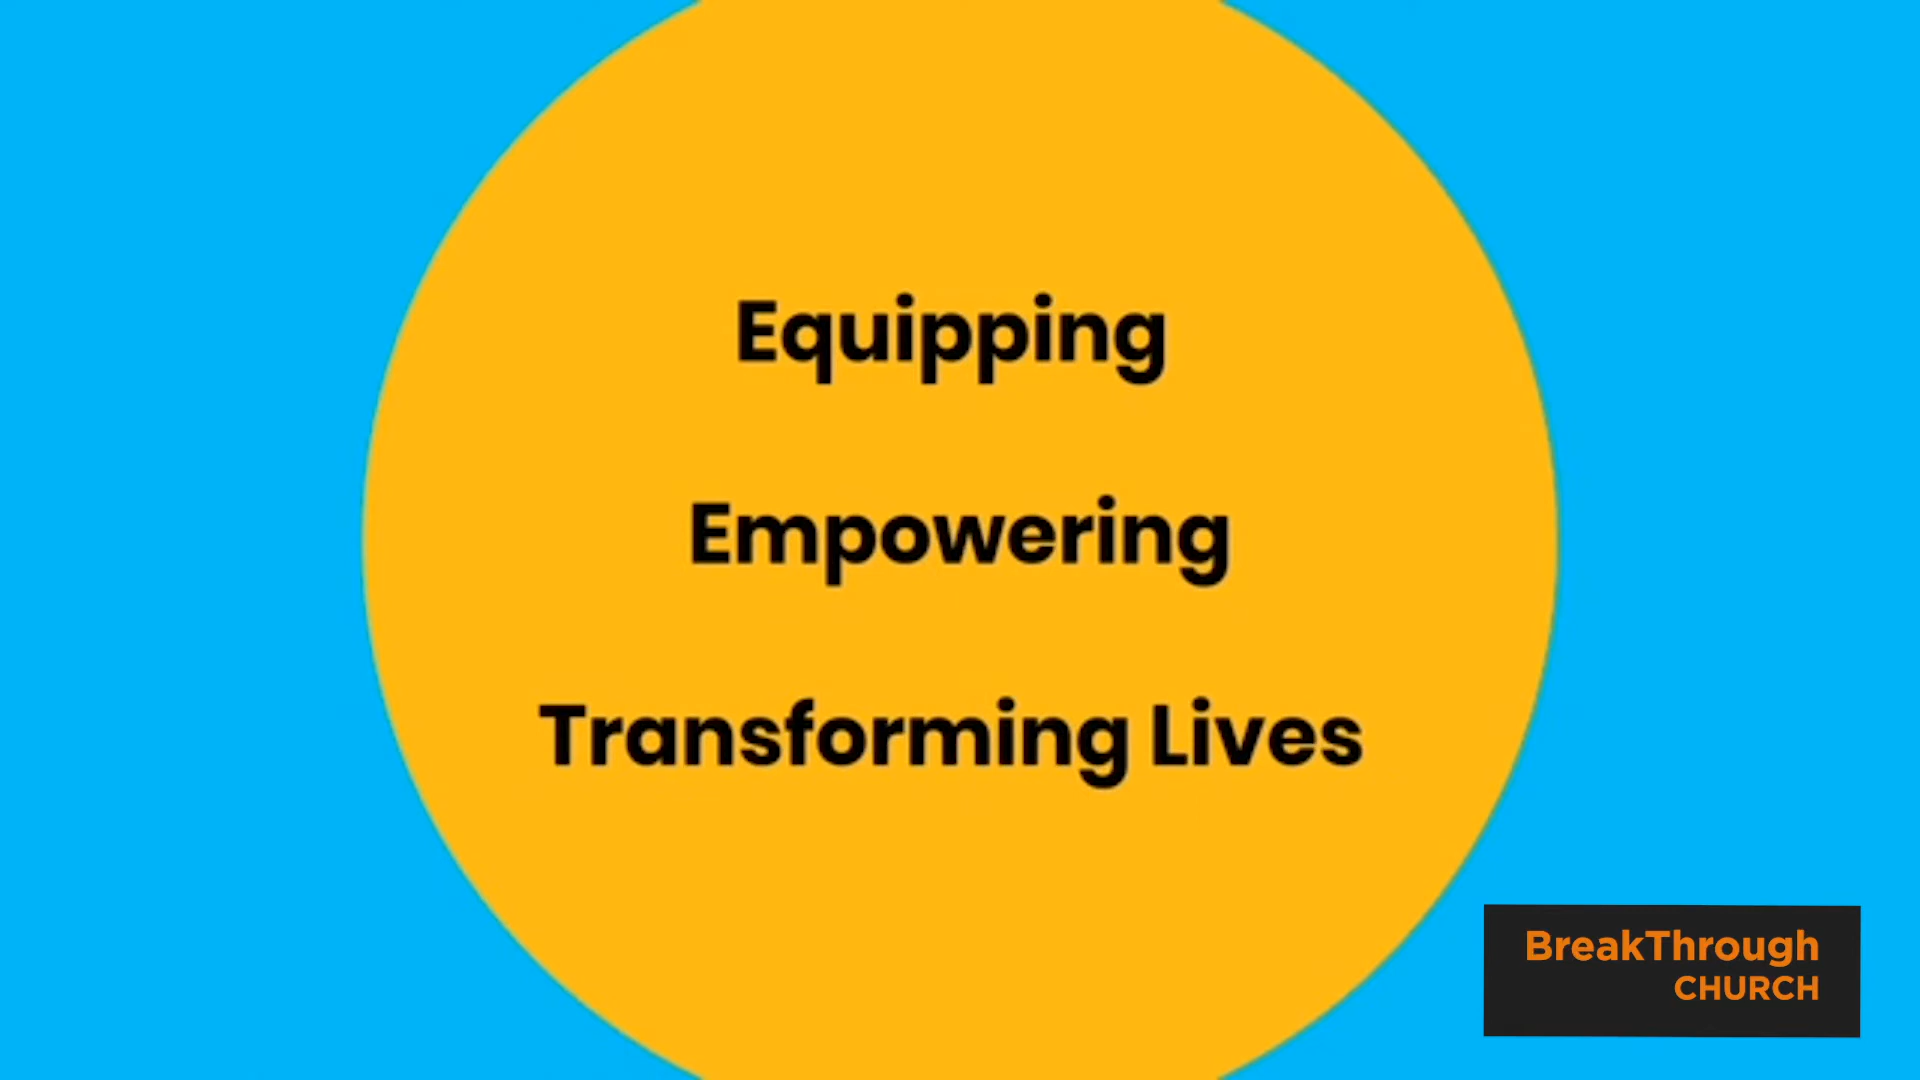 Equipping
Empowering
Transforming Lives
BreakThrough
CHURCH